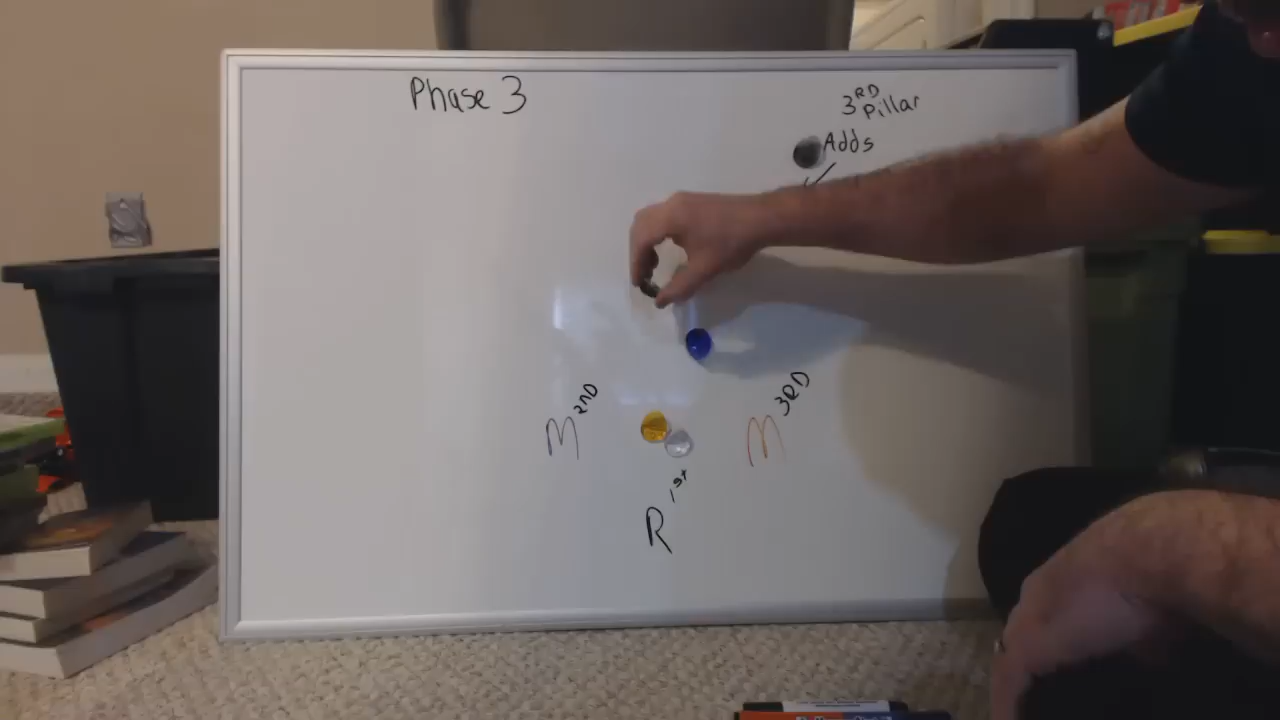 Phase 3
3RD
Pillar
Adds
M 2ND
M 3RD
R 1st